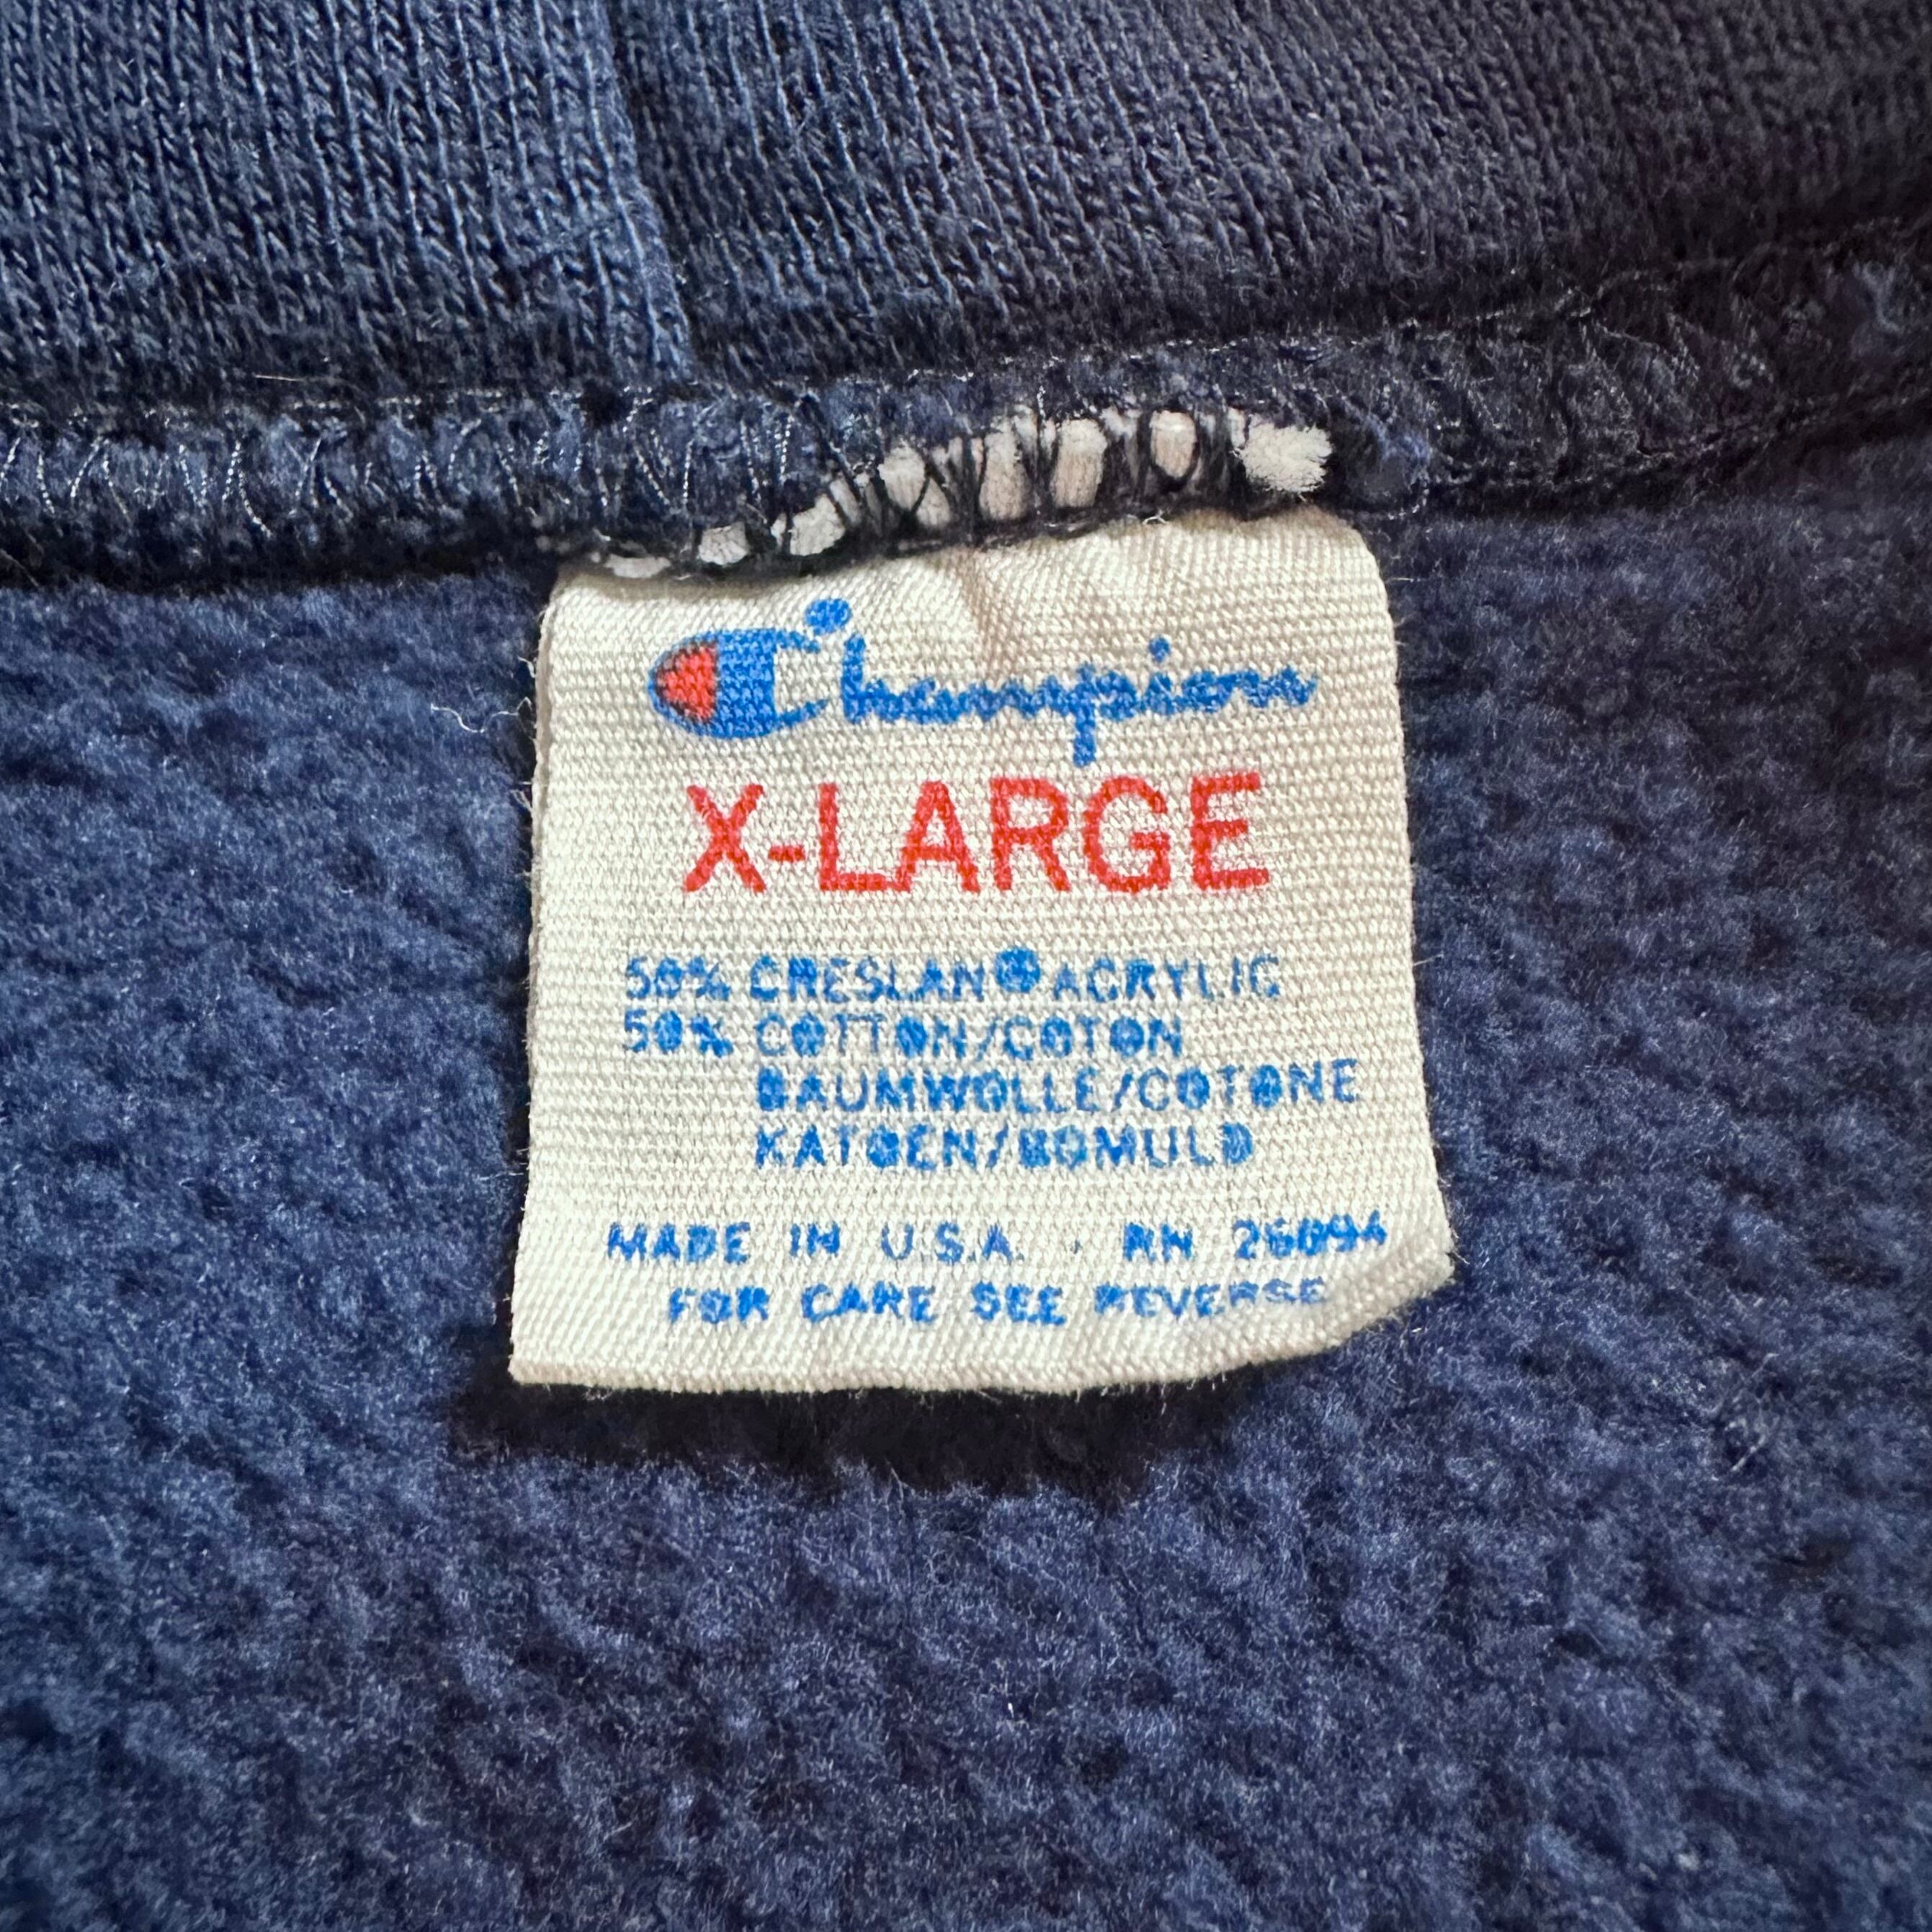 Champion
X-LARGE
50% CRESLAN® ACRYLIC
50% COTTON/COTON
BAUMWOLLE/COTONE
KATOEN/BOMULD
MADE IN U.S.A. · RN 26094
FOR CARE SEE REVERSE